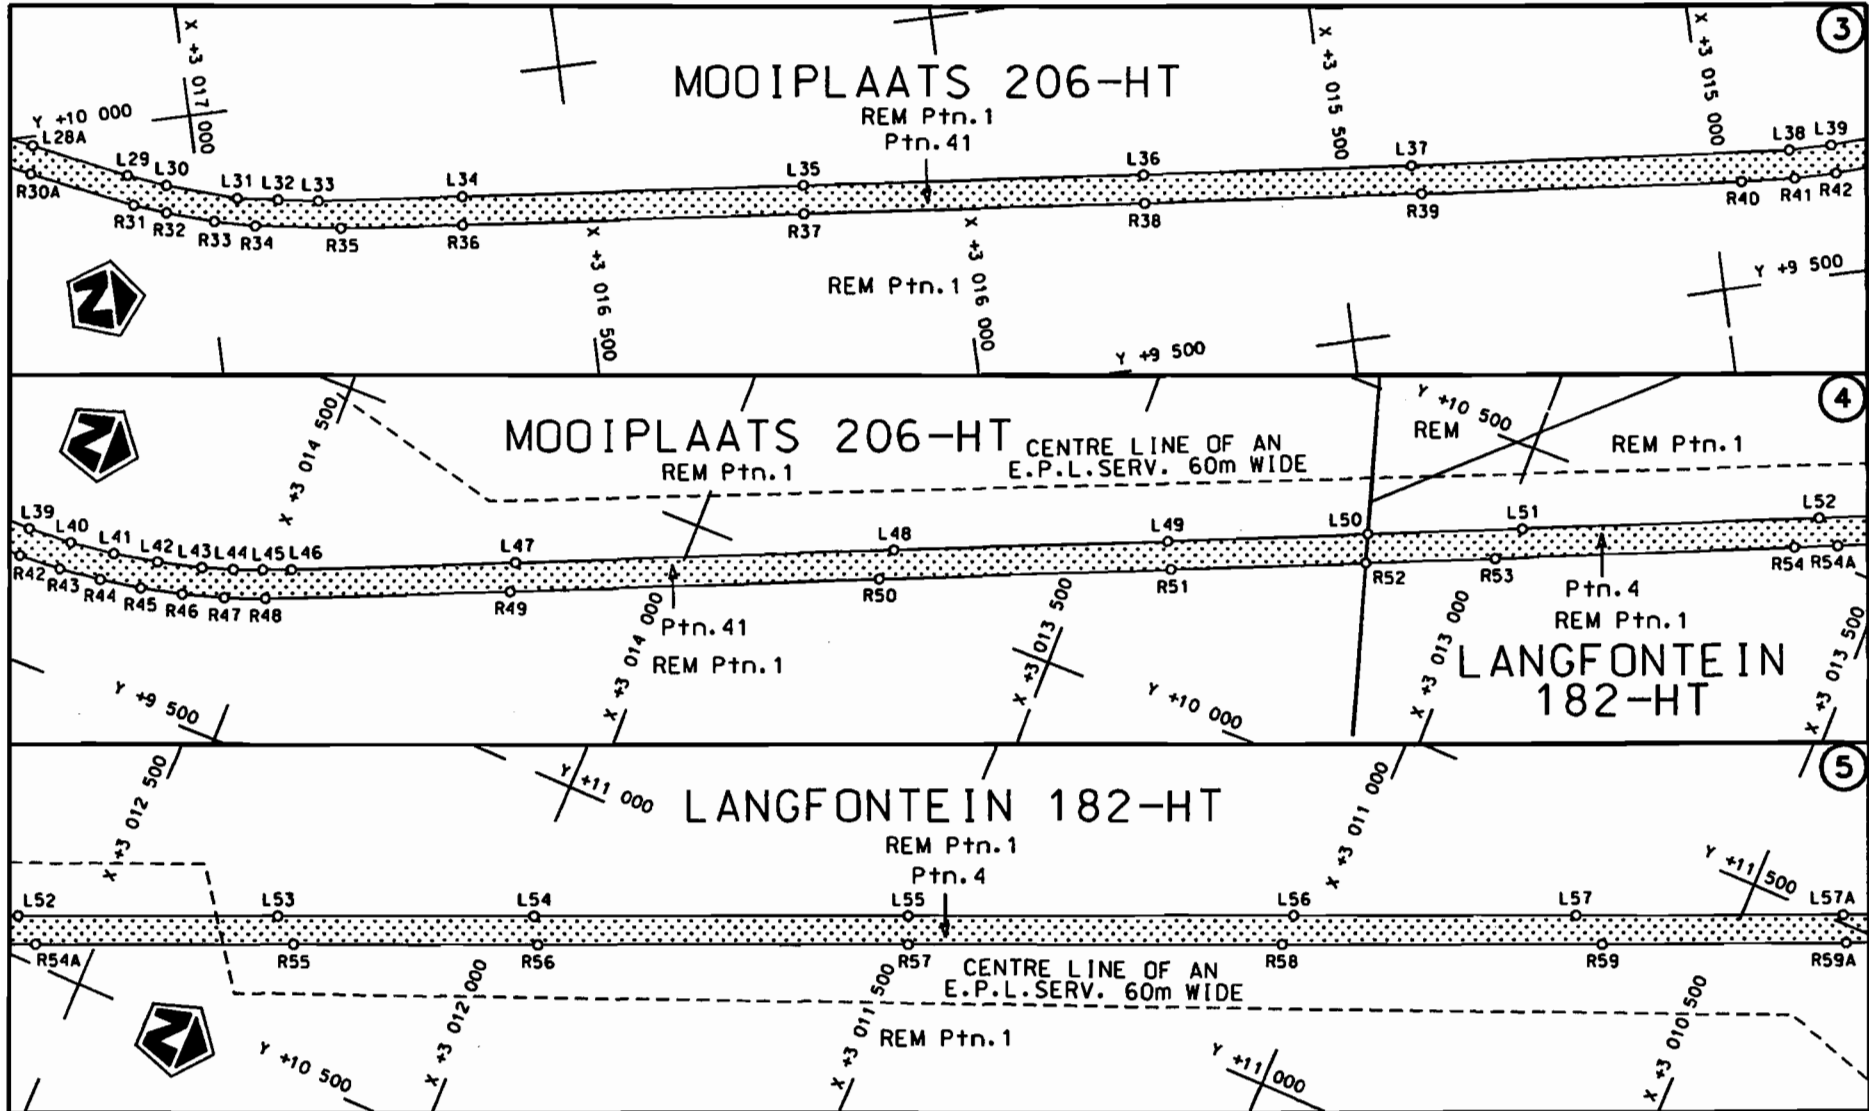 3
X +3 017 000
X +3 015 500
X +3 015 000
MOOIPLAATS 206-HT
REM Ptn.1
Ptn.41
Y +10 000
L28A
L29
L30
L31
L32
L33
L34
L35
L36
L37
L38
L39
R30A
R31
R32
R33
R34
R35
R36
R37
R38
R39
R40
R41
R42
X +3 016 500
X +3 016 000
REM Ptn.1
Y +9 500
Y +9 500
N
4
MOOIPLAATS 206-HT
REM Ptn.1
CENTRE LINE OF AN
E.P.L.SERV. 60m WIDE
Y +10 500
REM
REM Ptn.1
N
X +3 014 500
L39
L40
L41
L42
L43
L44
L45
L46
L47
L48
L49
L50
L51
L52
R42
R43
R44
R45
R46
R47
R48
R49
R50
R51
R52
R53
R54
R54A
Ptn.41
REM Ptn.1
X +3 014 000
X +3 013 500
X +3 013 000
X +3 013 500
Ptn.4
REM Ptn.1
LANGFONTEIN
182-HT
Y +9 500
Y +10 000
5
X +3 012 500
Y +11 000
LANGFONTEIN 182-HT
REM Ptn.1
Ptn.4
X +3 011 000
Y +11 500
L52
L53
L54
L55
L56
L57
L57A
R54A
R55
R56
R57
R58
R59
R59A
CENTRE LINE OF AN
E.P.L.SERV. 60m WIDE
REM Ptn.1
N
Y +10 500
X +3 012 000
X +3 011 500
Y +11 000
X +3 010 500